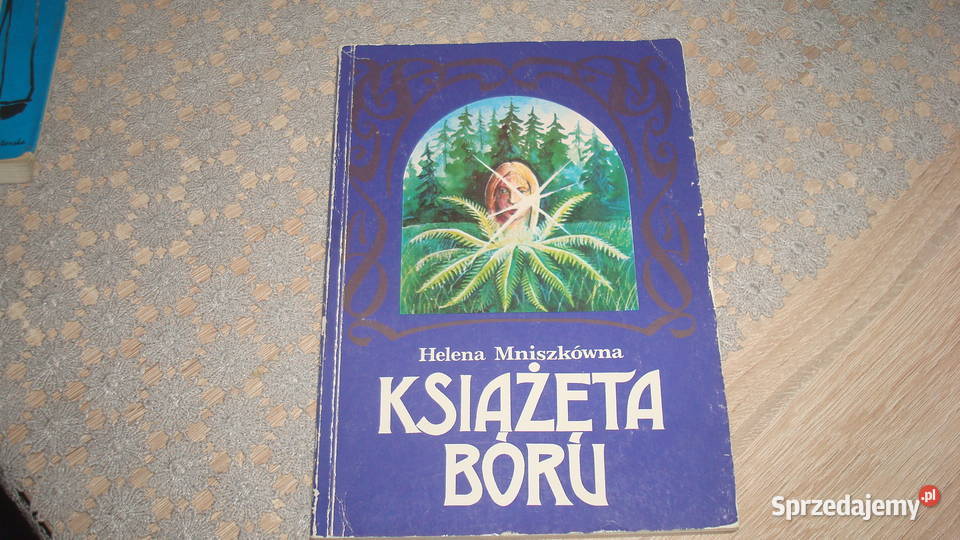 Helena Mniszkówna
KSIĄŻĘTA
BORU
Sprzedajemy.pl